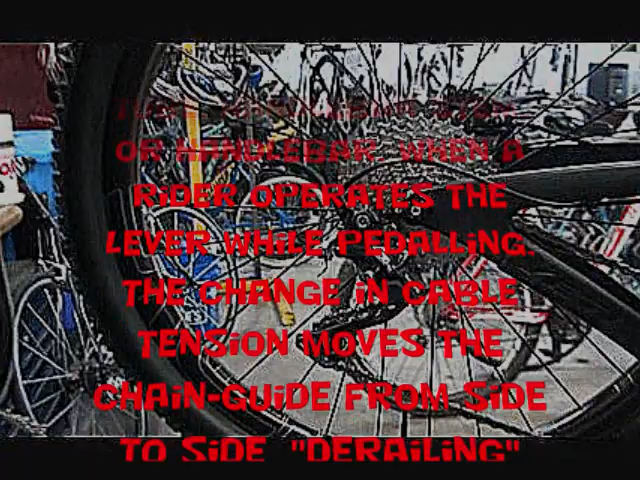 OR HANDLEBAR. WHEN A
RIDER OPERATES THE
LEVER WHILE PEDALLING.
THE CHANGE IN CABLE
TENSION MOVES THE
CHAIN-GUIDE FROM SIDE
TO SIDE "DERAILING"